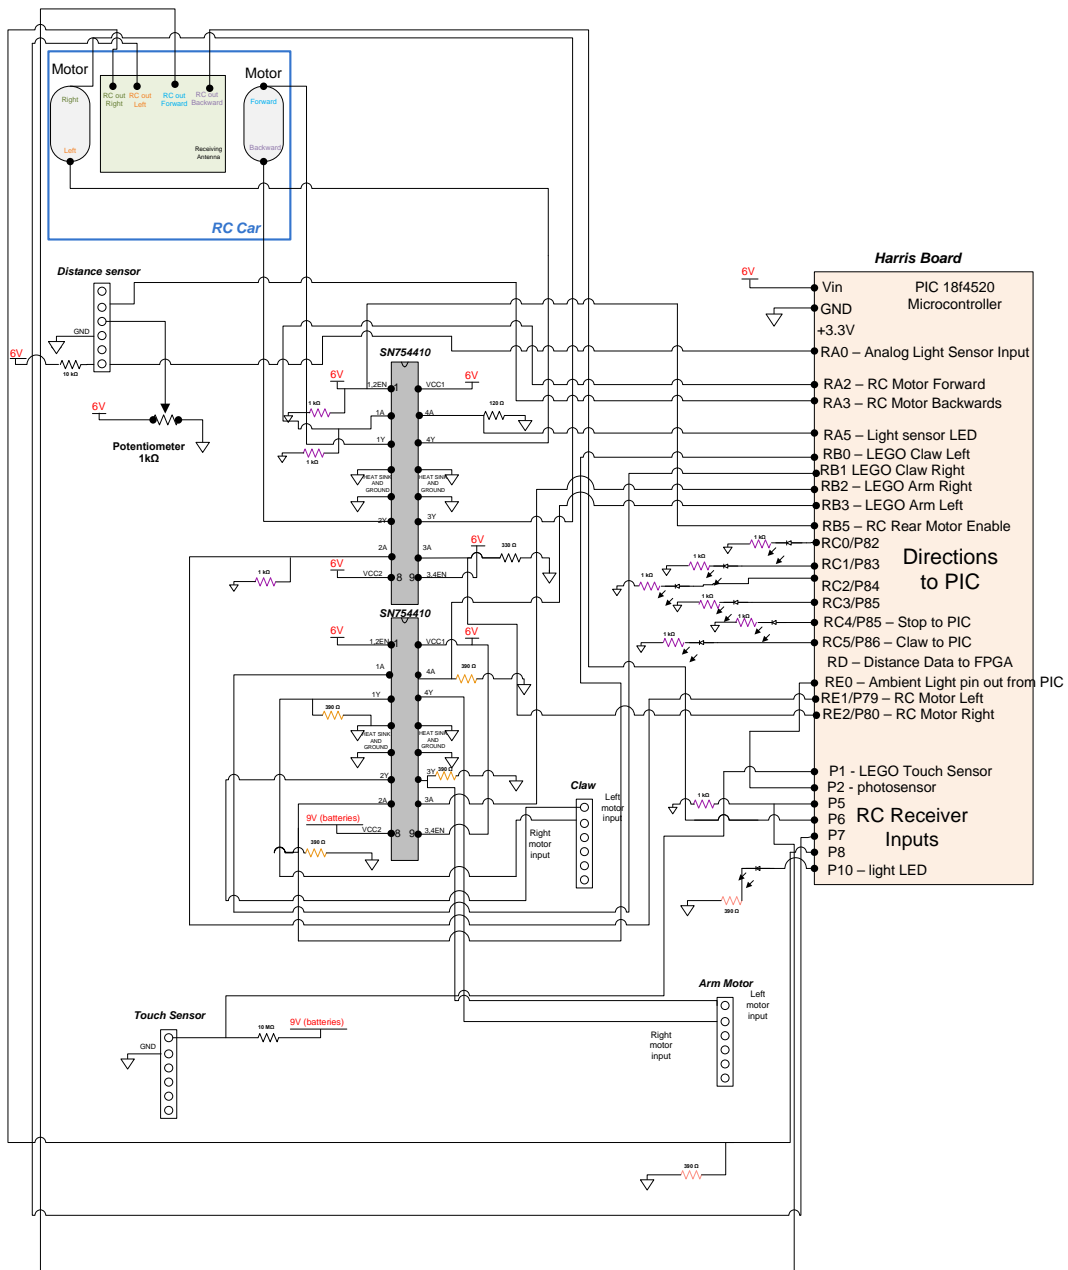 Motor
Motor
Right
RC out
Right
RC out
Left
RC out
Forward
RC out
Backward
Forward
Left
Receiving
Antenna
Backward
RC Car
Distance sensor
GND
6V
10 kΩ
6V
Potentiometer
1kΩ
SN754410
6V
1,2EN
1
VCC1
6V
1 kΩ
1A
4A
120 Ω
1Y
4Y
1 kΩ
HEAT SINK
AND
GROUND
HEAT SINK
AND
GROUND
2Y
3Y
2A
3A
6V
330 Ω
1 kΩ
6V
VCC2
8
9
3,4EN
SN754410
6V
1,2EN
1
VCC1
6V
1A
4A
390 Ω
1Y
4Y
390 Ω
HEAT SINK
AND
GROUND
HEAT SINK
AND
GROUND
2Y
3Y
390 Ω
2A
3A
9V (batteries)
VCC2
8
9
3,4EN
390 Ω
Claw
Left
motor
input
Right
motor
input
Harris Board
6V
Vin
PIC 18f4520
Microcontroller
GND
+3.3V
RA0 – Analog Light Sensor Input
RA2 – RC Motor Forward
RA3 – RC Motor Backwards
RA5 – Light sensor LED
RB0 – LEGO Claw Left
RB1 LEGO Claw Right
RB2 – LEGO Arm Right
RB3 – LEGO Arm Left
RB5 – RC Rear Motor Enable
1 kΩ
RC0/P82
1 kΩ
RC1/P83
1 kΩ
RC2/P84
1 kΩ
RC3/P85
Directions
to PIC
1 kΩ
RC4/P85 – Stop to PIC
1 kΩ
RC5/P86 – Claw to PIC
RD – Distance Data to FPGA
RE0 – Ambient Light pin out from PIC
RE1/P79 – RC Motor Left
RE2/P80 – RC Motor Right
P1 - LEGO Touch Sensor
P2 - photosensor
1 kΩ
P5
P6
P7
P8
RC Receiver
Inputs
P10 – light LED
390 Ω
Arm Motor
Left
motor
input
Right
motor
input
Touch Sensor
GND
10 MΩ
9V (batteries)
390 Ω